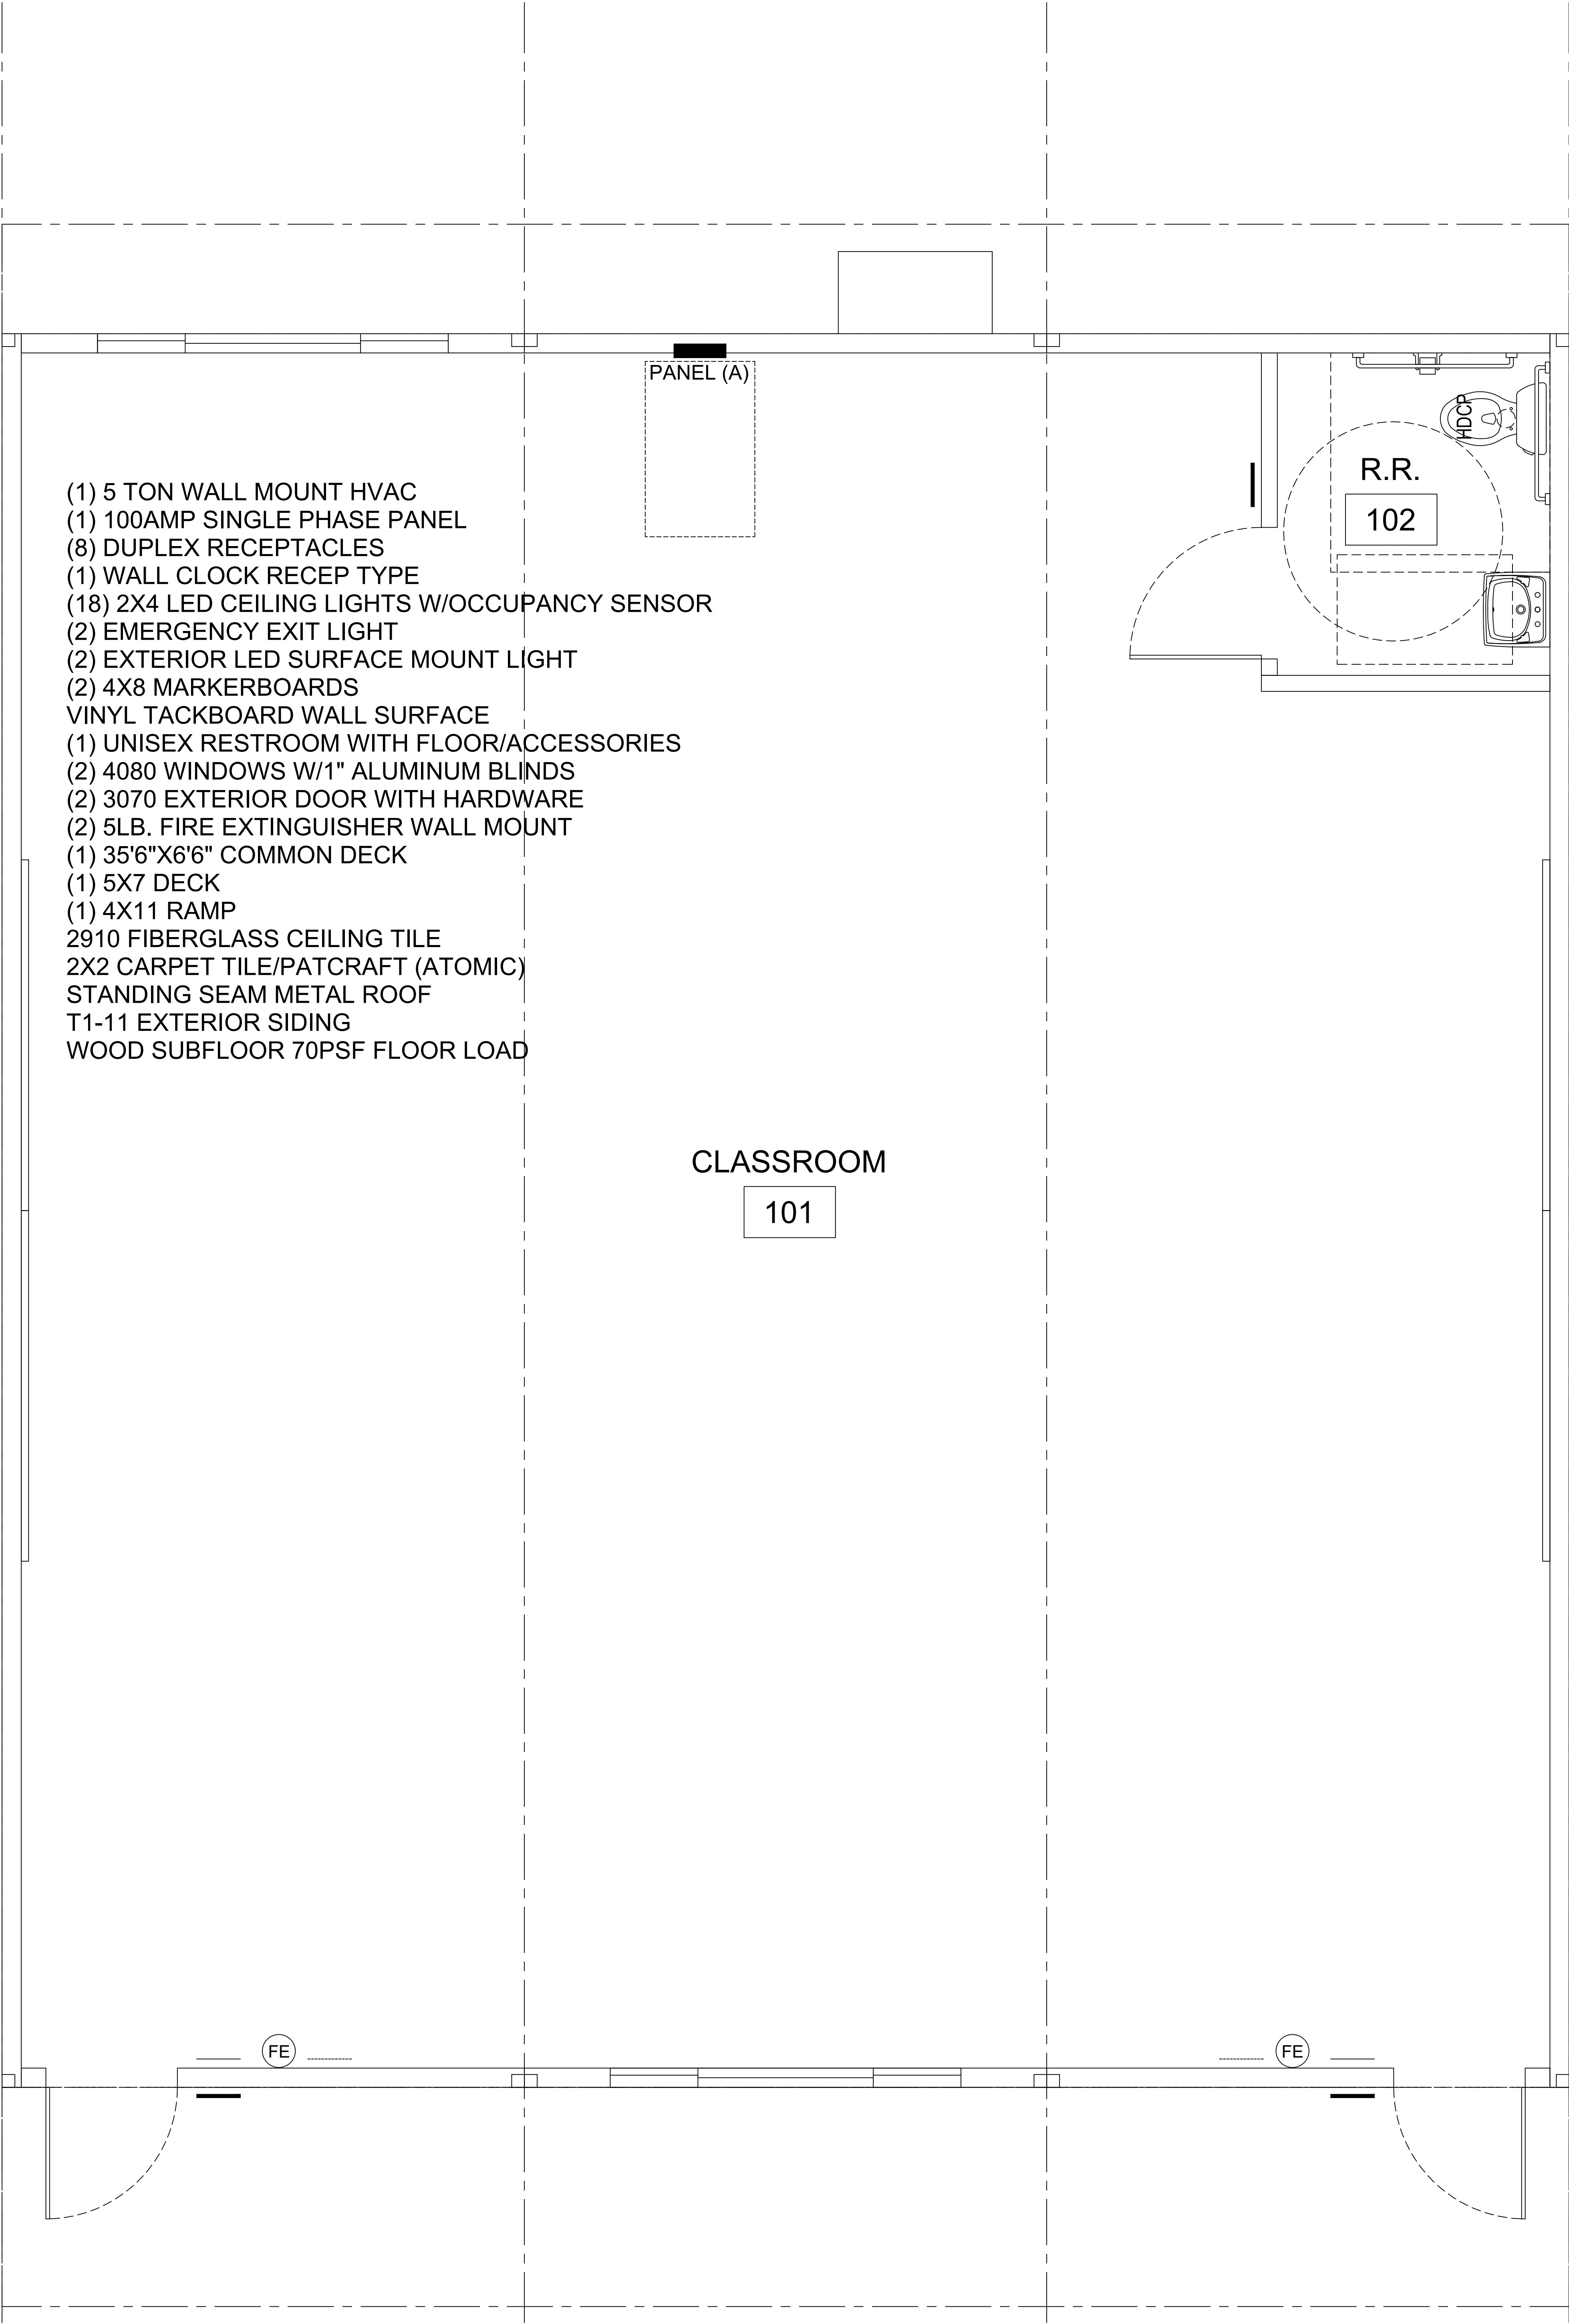 PANEL (A)
HDCP
R.R.
102
(1) 5 TON WALL MOUNT HVAC
(1) 100AMP SINGLE PHASE PANEL
(8) DUPLEX RECEPTACLES
(1) WALL CLOCK RECEP TYPE
(18) 2X4 LED CEILING LIGHTS W/OCCUPANCY SENSOR
(2) EMERGENCY EXIT LIGHT
(2) EXTERIOR LED SURFACE MOUNT LIGHT
(2) 4X8 MARKERBOARDS
VINYL TACKBOARD WALL SURFACE
(1) UNISEX RESTROOM WITH FLOOR/ACCESSORIES
(2) 4080 WINDOWS W/1" ALUMINUM BLINDS
(2) 3070 EXTERIOR DOOR WITH HARDWARE
(2) 5LB. FIRE EXTINGUISHER WALL MOUNT
(1) 35'6"X6'6" COMMON DECK
(1) 5X7 DECK
(1) 4X11 RAMP
2910 FIBERGLASS CEILING TILE
2X2 CARPET TILE/PATCRAFT (ATOMIC)
STANDING SEAM METAL ROOF
T1-11 EXTERIOR SIDING
WOOD SUBFLOOR 70PSF FLOOR LOAD
CLASSROOM
101
FE
FE